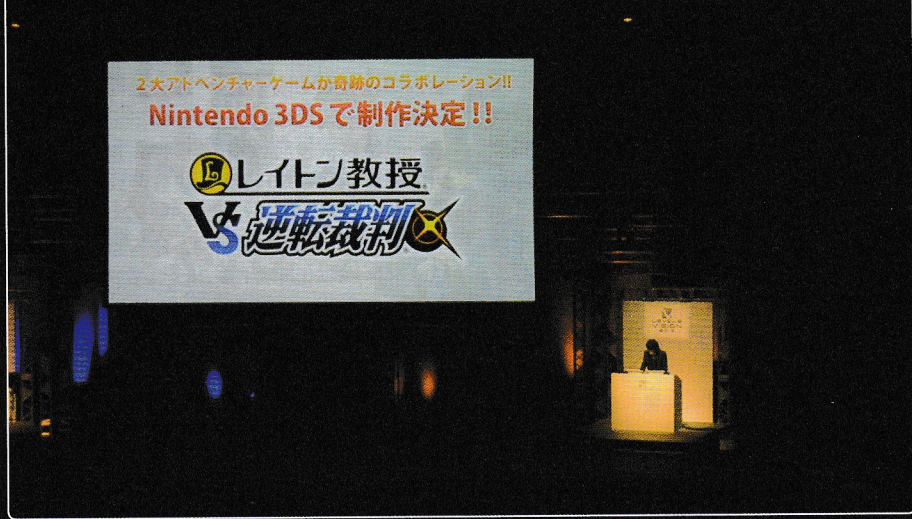 2大アドベンチャーゲームが奇跡のコラボレーション!!
Nintendo 3DSで制作決定!!
レイトン教授
VS 逆転裁判
LEVEL5
VISION